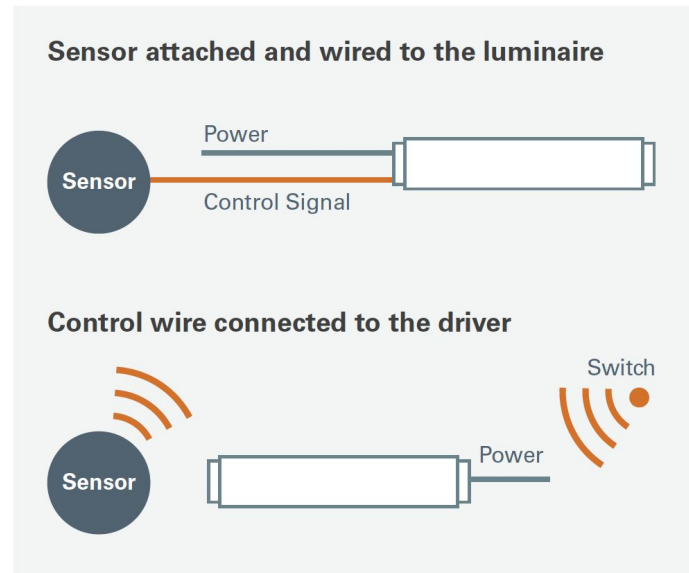 Sensor attached and wired to the luminaire
Power
Sensor
Control Signal
Control wire connected to the driver
Switch
Power
Sensor